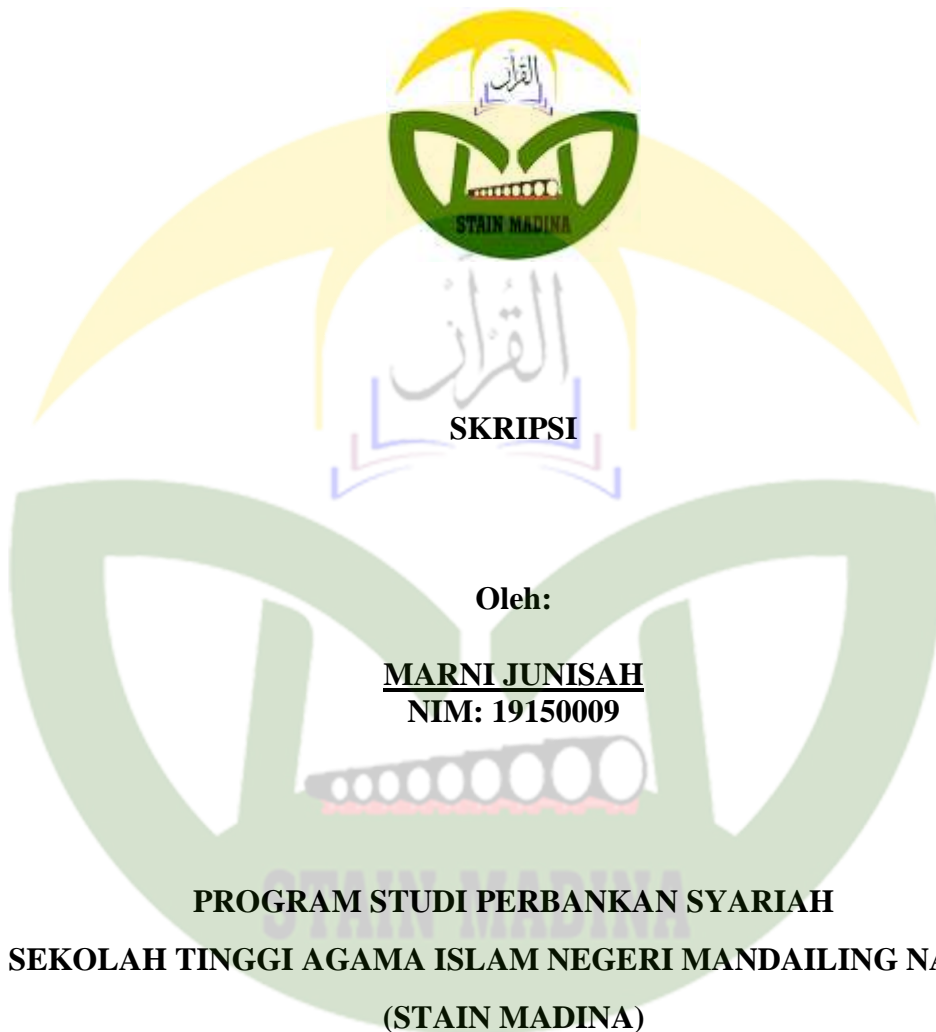 القرآن
STAIN MADINA
القرآن
SKRIPSI
Oleh:
MARNI JUNISAH
NIM: 19150009
PROGRAM STUDI PERBANKAN SYARIAH
STAIN MADINA
SEKOLAH TINGGI AGAMA ISLAM NEGERI MANDAILING NA
(STAIN MADINA)